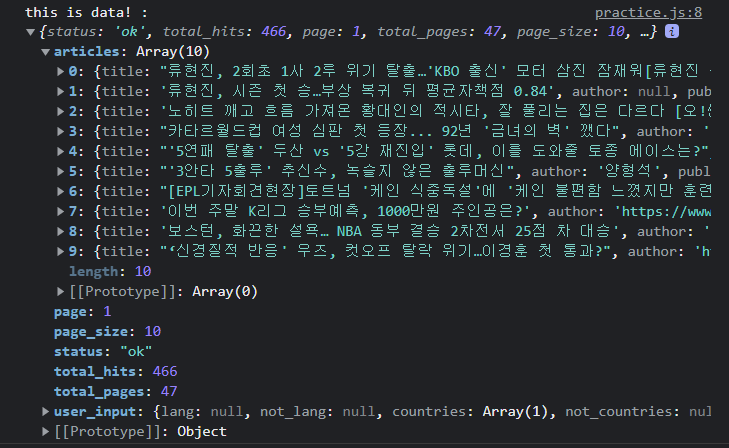 this is data! : practice.js:8
{status: 'ok', total_hits: 466, page: 1, total_pages: 47, page_size: 10, …} i
articles: Array(10)
0: {title: "류현진, 2회초 1사 2루 위기 탈출…'KBO 출신' 모터 삼진 잠재워[류현진
1: {title: '류현진, 시즌 첫 승…부상 복귀 뒤 평균자책점 0.84', author: null, pub
2: {title: '노히트 깨고 흐름 가져온 황대인의 적시타, 잘 풀리는 집은 다르다 [오!
3: {title: "카타르월드컵 여성 심판 첫 등장... 92년 '금녀의 벽' 깼다", author: '
4: {title: "'5연패 탈출' 두산 vs '5강 재진입' 롯데, 이를 도와줄 토종 에이스는?",
5: {title: "'3안타 5출루' 추신수, 녹슬지 않은 출루머신", author: '양형석', publ
6: {title: "[EPL기자회견현장]토트넘 '케인 식중독설'에 '케인 불편함 느꼈지만 훈련
7: {title: '이번 주말 K리그 승부예측, 1000만원 주인공은?', author: 'https://www
8: {title: '보스턴, 화끈한 설욕… NBA 동부 결승 2차전서 25점 차 대승', author: '
9: {title: "‘신경질적 반응' 우즈, 컷오프 탈락 위기…이경훈 첫 통과?", author: 'ht
length: 10
[[Prototype]]: Array(0)
page: 1
page_size: 10
status: "ok"
total_hits: 466
total_pages: 47
user_input: {lang: null, not_lang: null, countries: Array(1), not_countries: nul
[[Prototype]]: Object